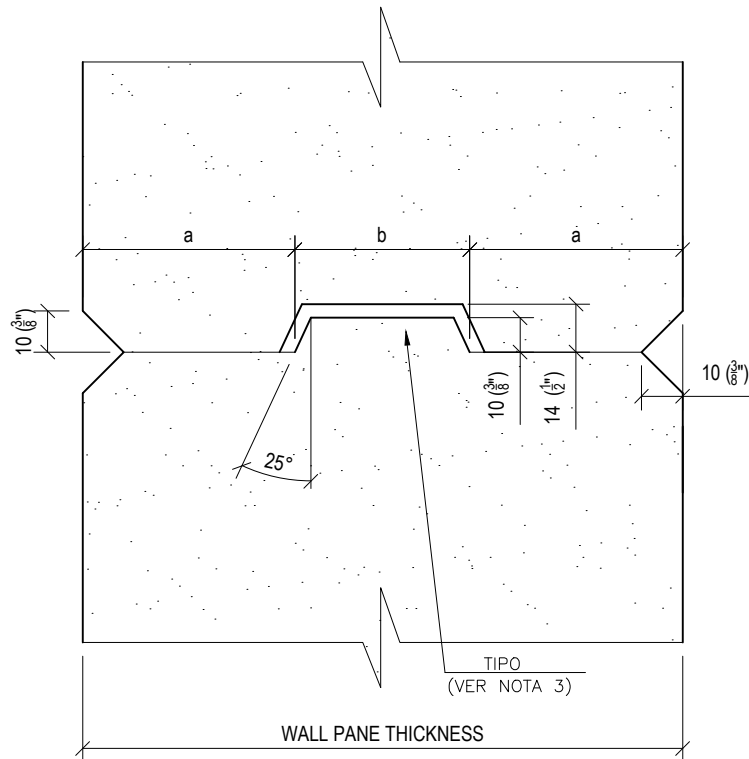 a
b
a
10 (3/8")
10 (3/8")
14 (1/2")
10 (3/8")
25°
TIPO
(VER NOTA 3)
WALL PANE THICKNESS